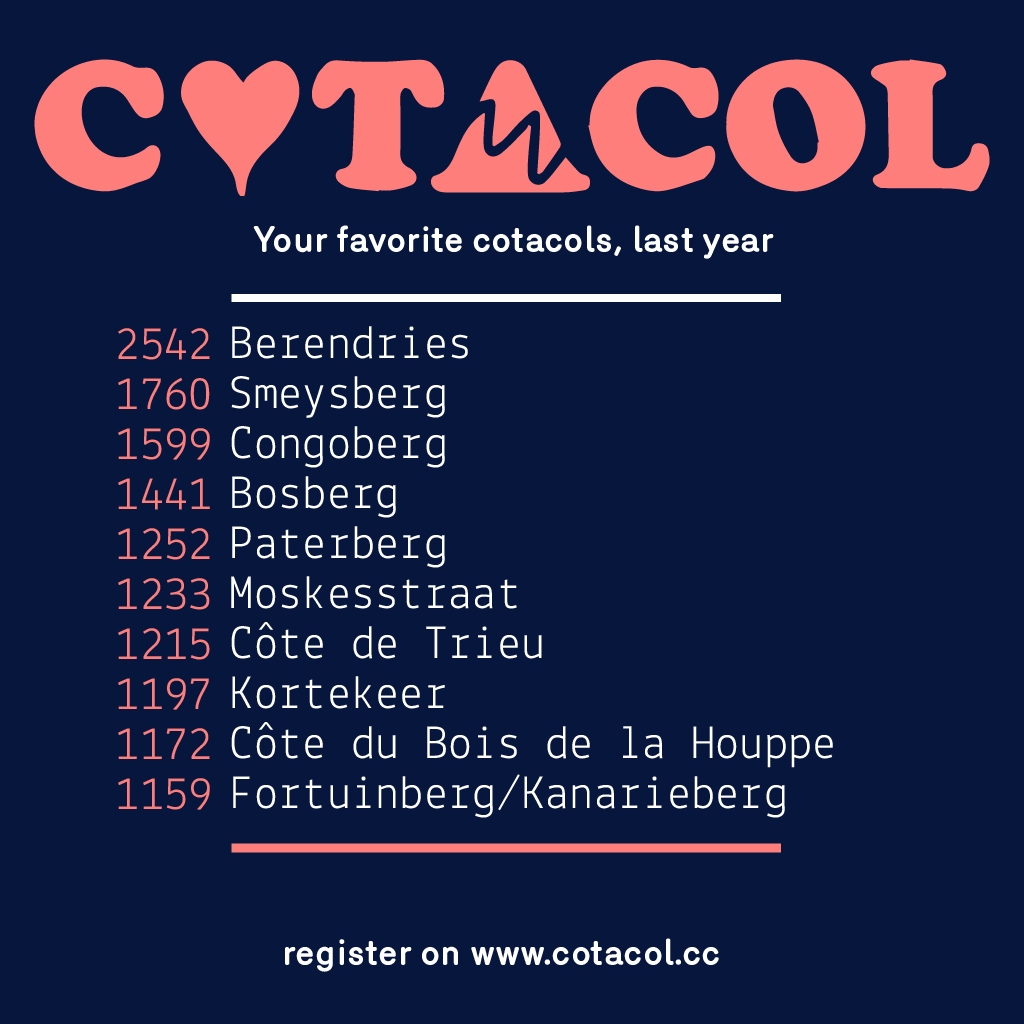 COTACOL
Your favorite cotacols, last year
2542 Berendries
1760 Smeysberg
1599 Congoberg
1441 Bosberg
1252 Paterberg
1233 Moskesstraat
1215 Côte de Trieu
1197 Kortekeer
1172 Côte du Bois de la Houppe
1159 Fortuinberg/Kanarieberg
register on www.cotacol.cc